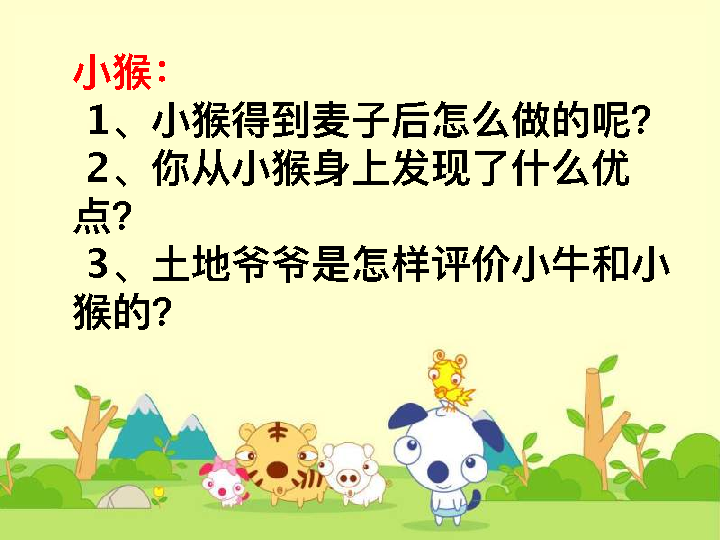 小猴：
1、小猴得到麦子后怎么做的呢?
2、你从小猴身上发现了什么优
点?
3、土地爷爷是怎样评价小牛和小
猴的?